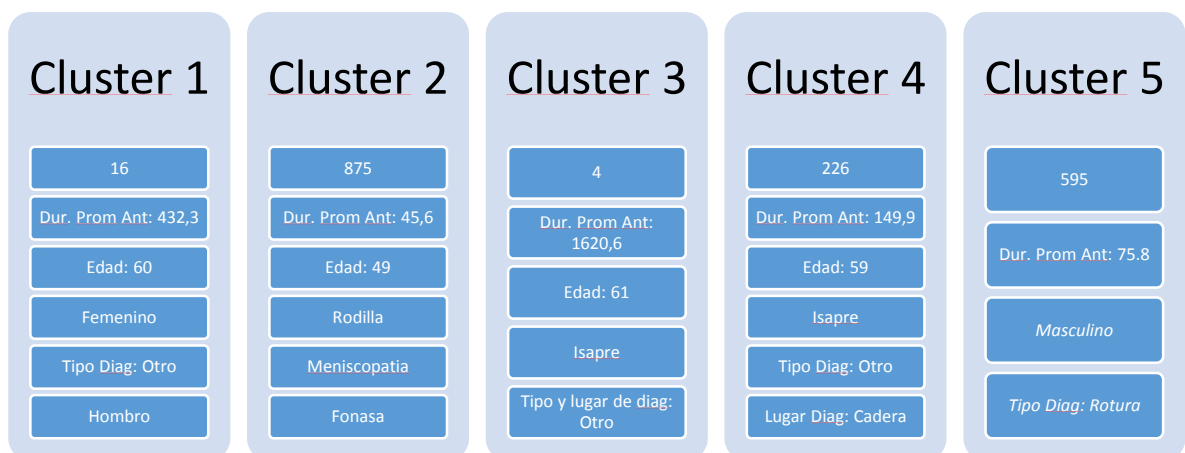 Cluster 1
16
Dur. Prom Ant: 432,3
Edad: 60
Femenino
Tipo Diag: Otro
Hombro
Cluster 2
875
Dur. Prom Ant: 45,6
Edad: 49
Rodilla
Meniscopatia
Fonasa
Cluster 3
4
Dur. Prom Ant:
1620,6
Edad: 61
Isapre
Tipo y lugar de diag:
Otro
Cluster 4
226
Dur. Prom Ant: 149,9
Edad: 59
Isapre
Tipo Diag: Otro
Lugar Diag: Cadera
Cluster 5
595
Dur. Prom Ant: 75.8
Masculino
Tipo Diag: Rotura